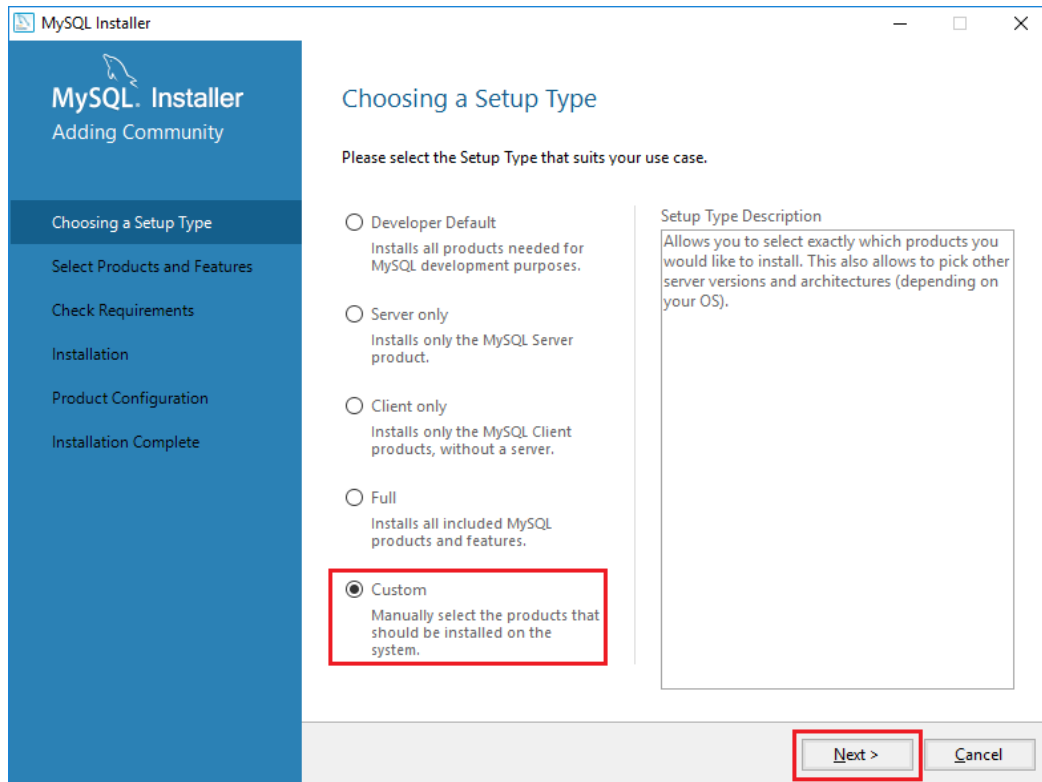 MySQL Installer
MySQL. Installer
Adding Community
Choosing a Setup Type
Select Products and Features
Check Requirements
Installation
Product Configuration
Installation Complete
Choosing a Setup Type
Please select the Setup Type that suits your use case.
Developer Default
Installs all products needed for
MySQL development purposes.
Server only
Installs only the MySQL Server
product.
Client only
Installs only the MySQL Client
products, without a server.
Full
Installs all included MySQL
products and features.
Custom
Manually select the products that
should be installed on the
system.
Setup Type Description
Allows you to select exactly which products you
would like to install. This also allows to pick other
server versions and architectures (depending on
your OS).
Next >
Cancel